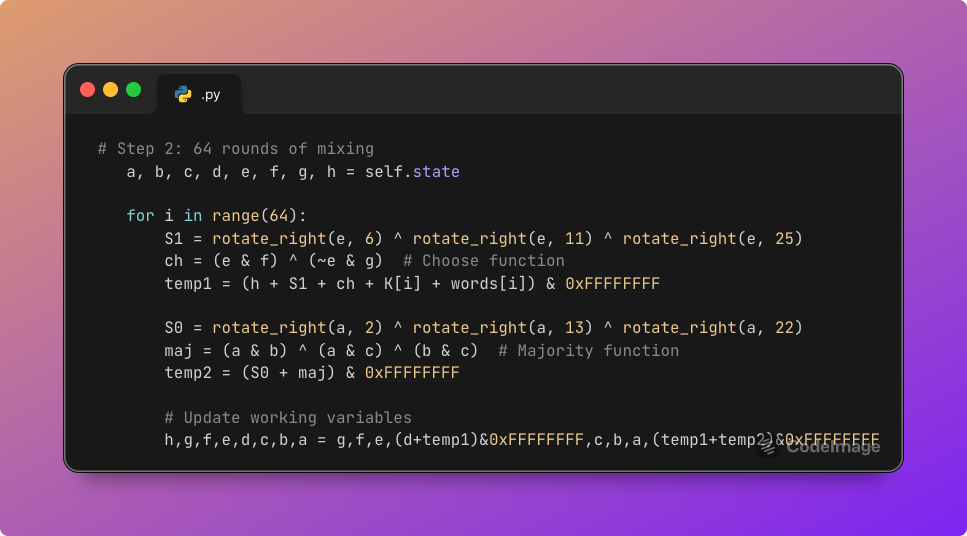 .py
# Step 2: 64 rounds of mixing
a, b, c, d, e, f, g, h = self.state
for i in range(64):
S1 = rotate_right(e, 6) ^ rotate_right(e, 11) ^ rotate_right(e, 25)
ch = (e & f) ^ (~e & g)  # Choose function
temp1 = (h + S1 + ch + K[i] + words[i]) & 0xFFFFFFFF
S0 = rotate_right(a, 2) ^ rotate_right(a, 13) ^ rotate_right(a, 22)
maj = (a & b) ^ (a & c) ^ (b & c)  # Majority function
temp2 = (S0 + maj) & 0xFFFFFFFF
# Update working variables
h,g,f,e,d,c,b,a = g,f,e,(d+temp1)&0xFFFFFFFF,c,b,a,(temp1+temp2)&0xFFFFFFFF
CodeImage